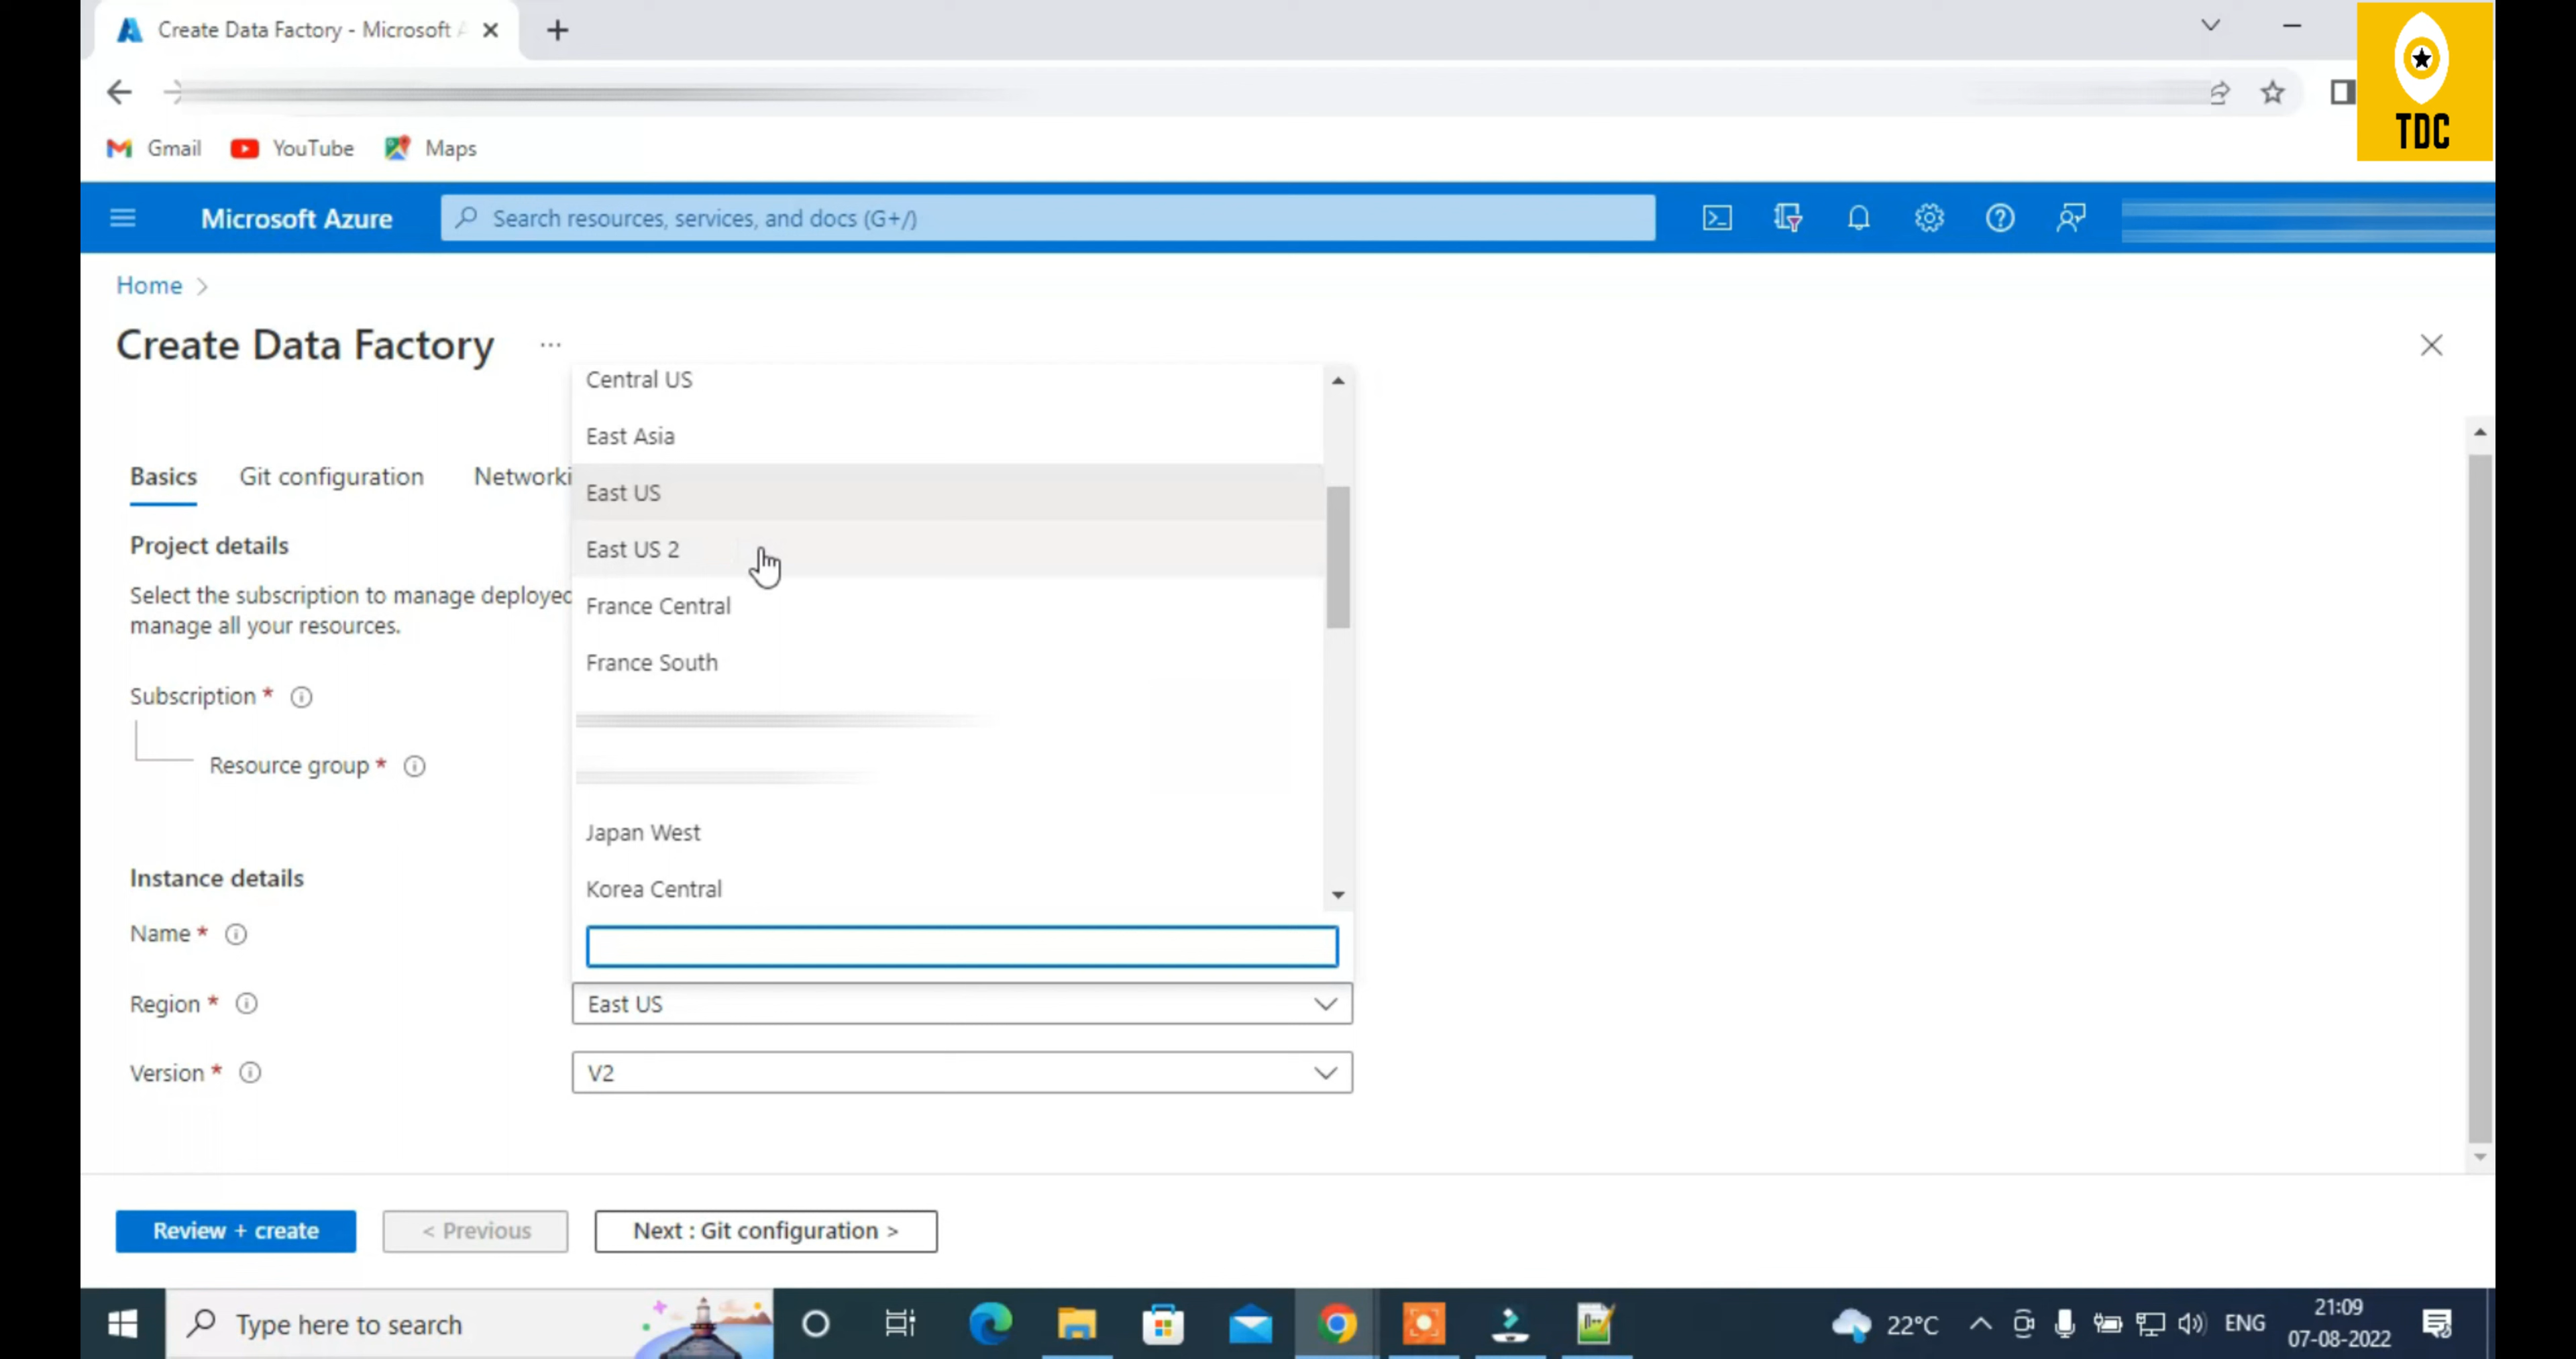 Create Data Factory - Microsoft A
TDC
Gmail YouTube Maps
Microsoft Azure Search resources, services, and docs (G+/)
Home >
Create Data Factory ...
Basics Git configuration Networki
Project details
Select the subscription to manage deployed
manage all your resources.
Subscription *
Resource group *
Instance details
Name *
Region *
Version *
Central US
East Asia
East US
East US 2
France Central
France South
Japan West
Korea Central
East US
V2
Review + create < Previous Next : Git configuration >
Type here to search
22°C ENG 21:09
07-08-2022